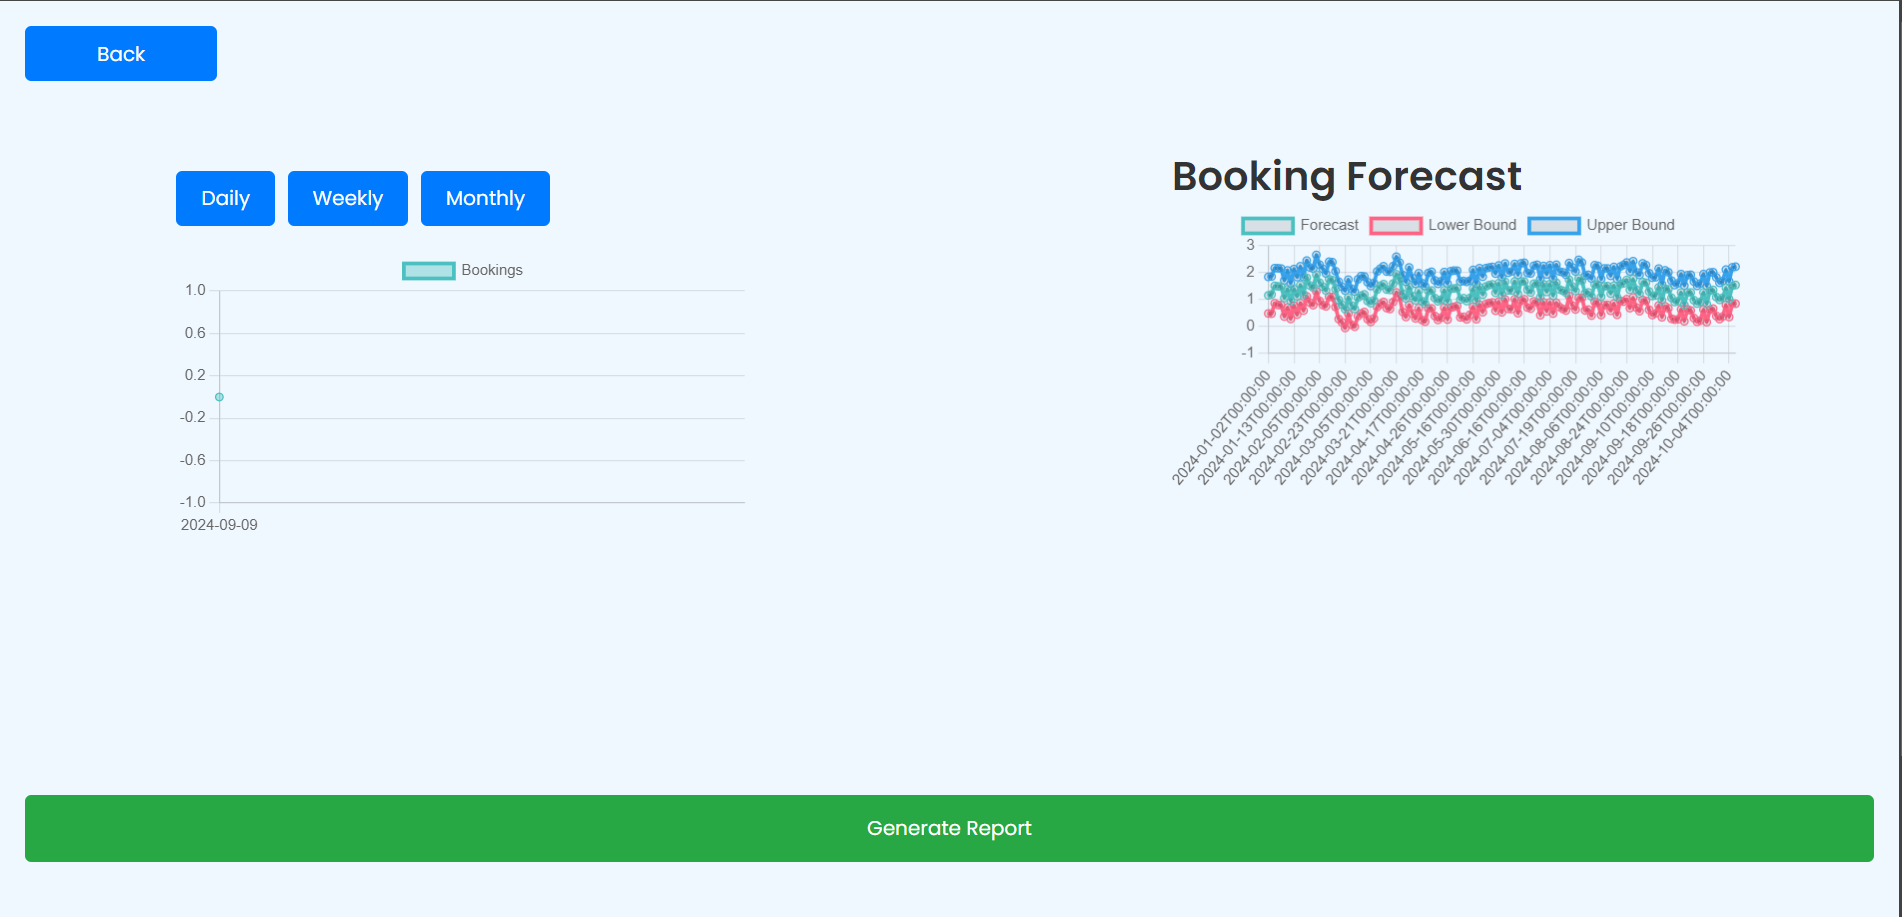 Back
Daily Weekly Monthly
Bookings
1.0
0.6
0.2
-0.2
-0.6
-1.0
2024-09-09
Booking Forecast
Forecast Lower Bound Upper Bound
3
2
1
0
-1
2024-01-02T00:00:00
2024-01-13T00:00:00
2024-02-05T00:00:00
2024-02-23T00:00:00
2024-03-05T00:00:00
2024-03-21T00:00:00
2024-04-17T00:00:00
2024-04-26T00:00:00
2024-05-16T00:00:00
2024-05-30T00:00:00
2024-06-16T00:00:00
2024-07-04T00:00:00
2024-07-19T00:00:00
2024-08-06T00:00:00
2024-08-24T00:00:00
2024-09-10T00:00:00
2024-09-18T00:00:00
2024-09-26T00:00:00
2024-10-04T00:00:00
Generate Report